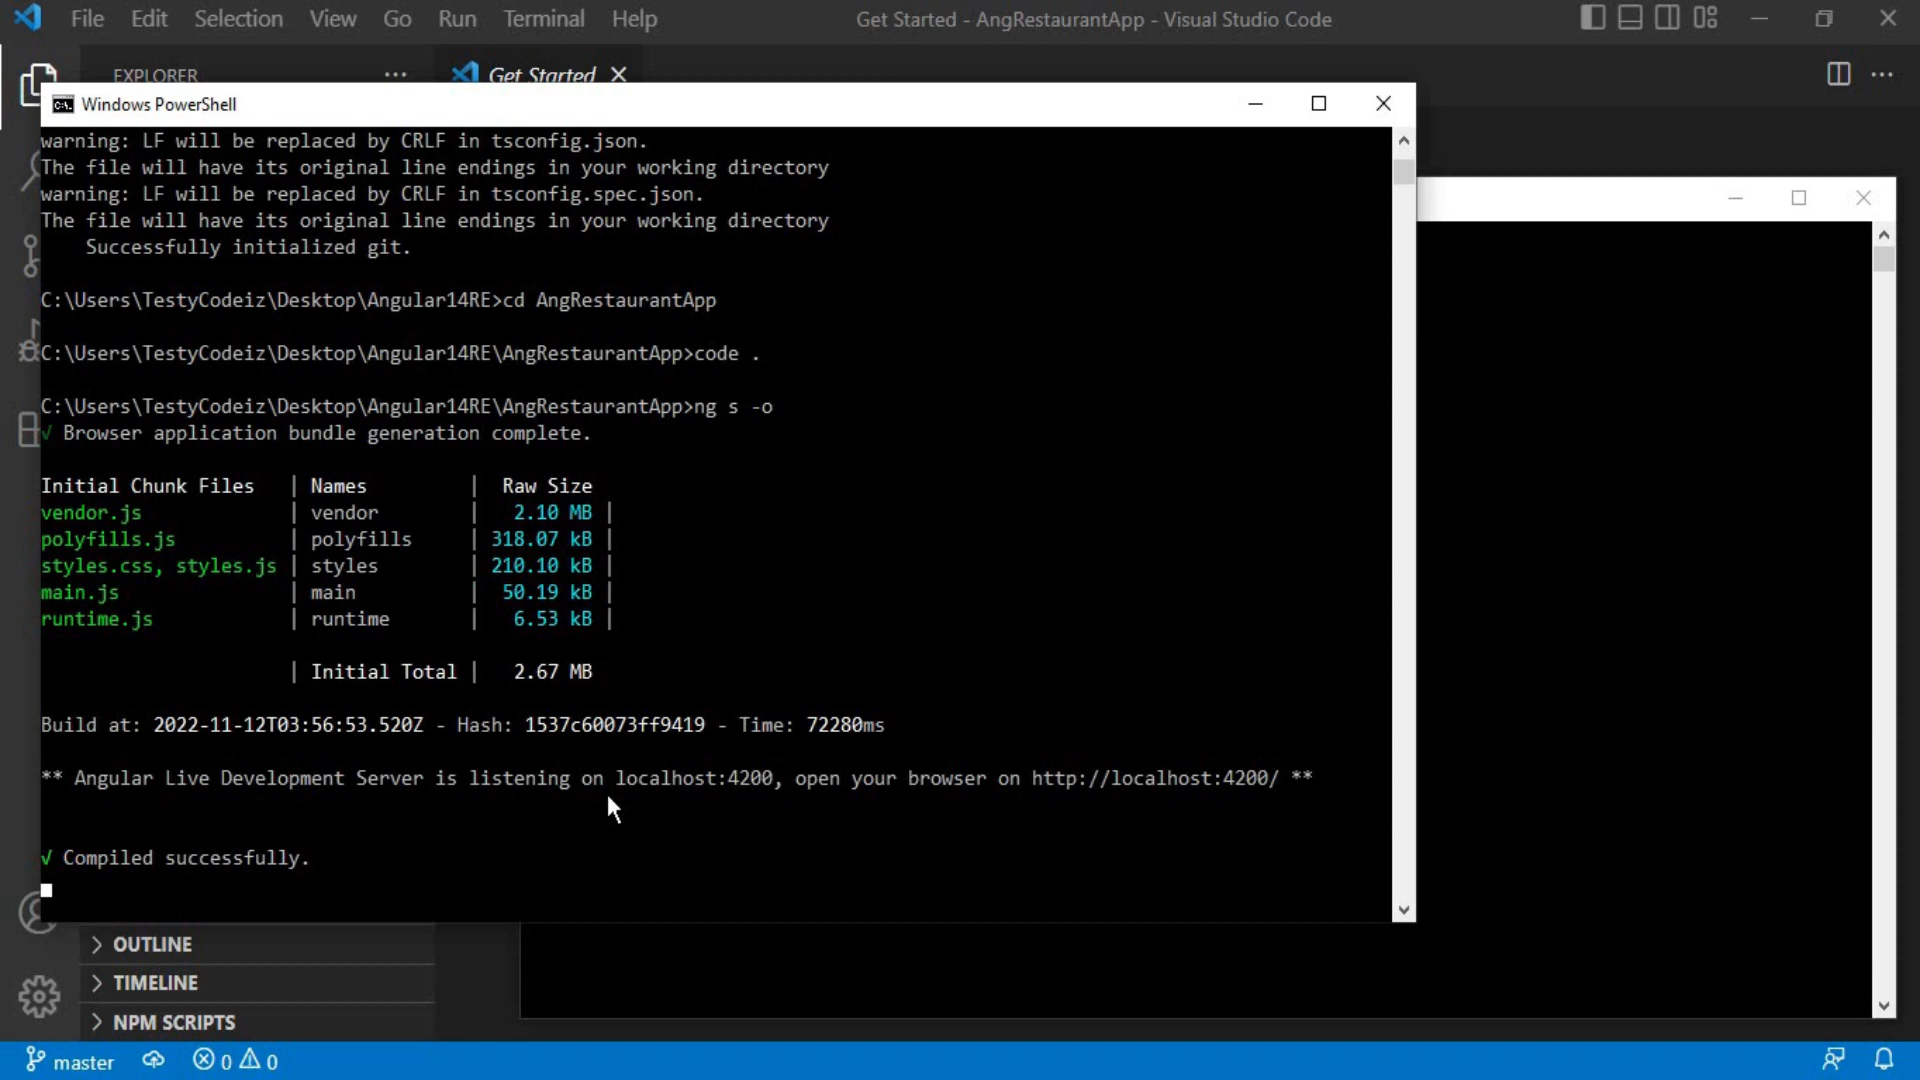 File Edit Selection View Go Run Terminal Help
Get Started - AngRestaurantApp - Visual Studio Code
EXPLORER
Get Started
Windows PowerShell
warning: LF will be replaced by CRLF in tsconfig.json.
The file will have its original line endings in your working directory
warning: LF will be replaced by CRLF in tsconfig.spec.json.
The file will have its original line endings in your working directory
Successfully initialized git.
C:\Users\TestyCodeiz\Desktop\Angular14RE>cd AngRestaurantApp
C:\Users\TestyCodeiz\Desktop\Angular14RE\AngRestaurantApp>code .
C:\Users\TestyCodeiz\Desktop\Angular14RE\AngRestaurantApp>ng s -o
√ Browser application bundle generation complete.
Initial Chunk Files | Names | Raw Size
vendor.js | vendor | 2.10 MB |
polyfills.js | polyfills | 318.07 kB |
styles.css, styles.js | styles | 210.10 kB |
main.js | main | 50.19 kB |
runtime.js | runtime | 6.53 kB |
| Initial Total | 2.67 MB
Build at: 2022-11-12T03:56:53.520Z - Hash: 1537c60073ff9419 - Time: 72280ms
** Angular Live Development Server is listening on localhost:4200, open your browser on http://localhost:4200/ **
√ Compiled successfully.
OUTLINE
TIMELINE
NPM SCRIPTS
master 0 0